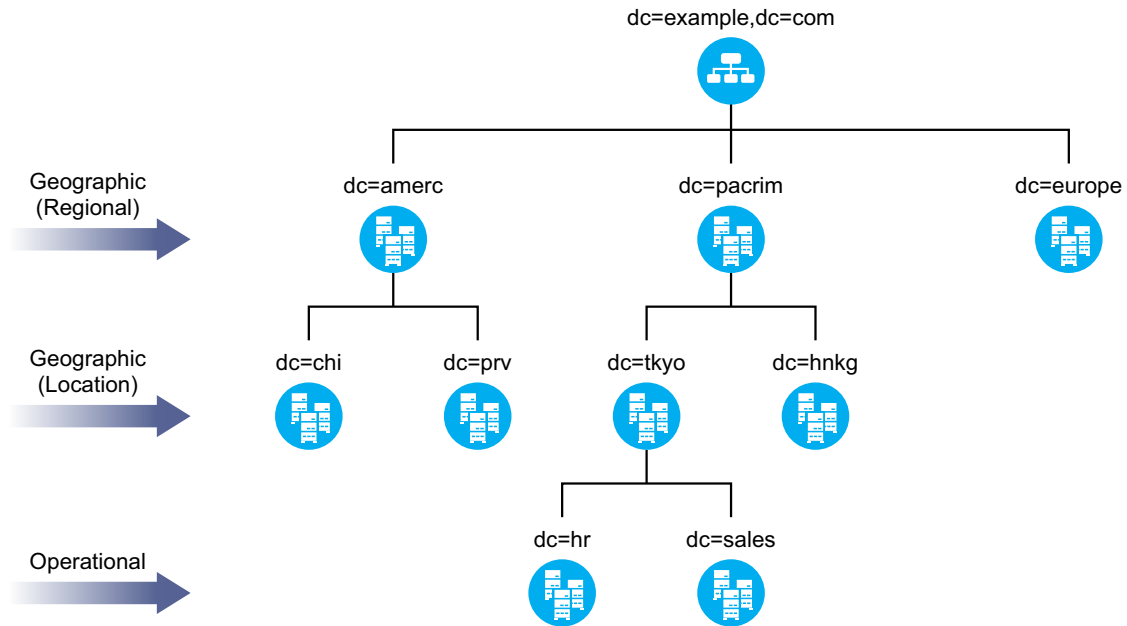 dc=example,dc=com
Geographic
(Regional)
dc=amerc
dc=pacrim
dc=europe
Geographic
(Location)
dc=chi
dc=prv
dc=tkyo
dc=hnkg
Operational
dc=hr
dc=sales